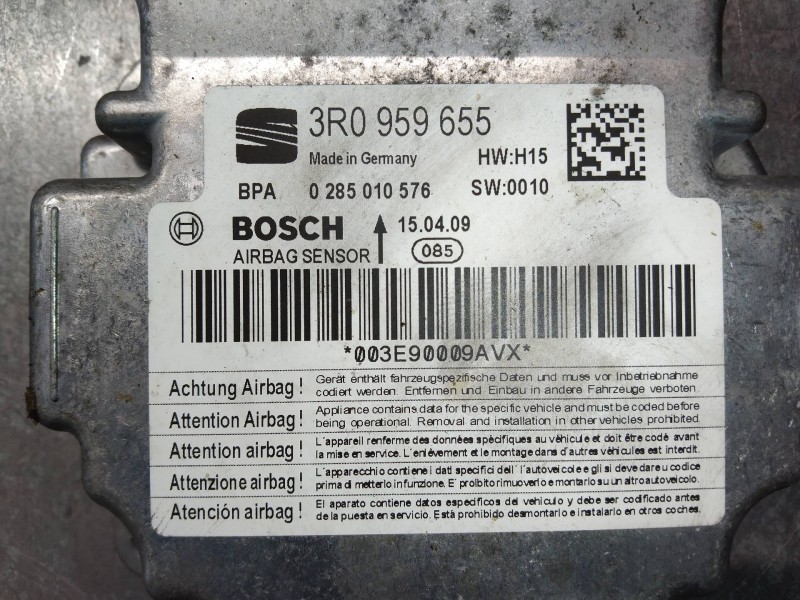 3R0 959 655
Made in Germany HW:H15
BPA 0 285 010 576 SW:0010
BOSCH 15.04.09
AIRBAG SENSOR 085
*003E90009AVX*
Achtung Airbag! Gerät enthält fahrzeugspezifische Daten und muss vor Inbetriebnahme
codiert werden. Entfernen und Einbau in andere Fahrzeuge verboten.
Attention Airbag! Appliance contains data for the specific vehicle and must be coded before
being operational. Removal and installation in other vehicles prohibited.
Attention airbag! L'appareil renferme des données spécifiques au véhicule et doit être codé avant
la mise en service. L'enlèvement et le montage dans d'autres véhicules est interdit.
Attenzione airbag! L'apparecchio contiene i dati specifici dell'autoveicolo e gli si deve dare u codice
prima di metterlo in funzione. E' proibito rimuoverlo e montarlo su un altro autoveicolo.
Atención airbag! El aparato contiene datos especificos del vehiculo y debe ser codificado antes
de la puesta en servicio. Está prohibido desmontarlo e instalarlo en otros coches.